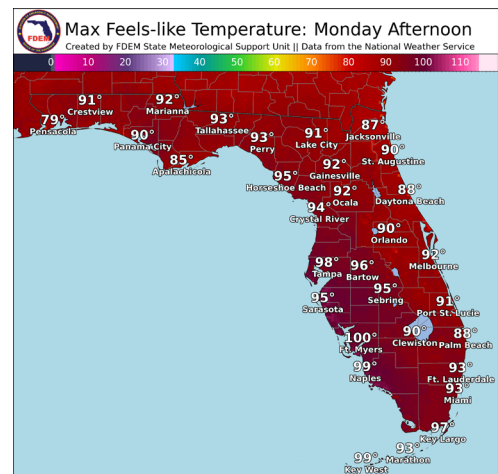 FDEM
Max Feels-like Temperature: Monday Afternoon
Created by FDEM State Meteorological Support Unit || Data from the National Weather Service
0 10 20 30 40 50 60 70 80 90 100 110
79°
Pensacola
91°
Crestview
92°
Marianna
90°
Panama City
85°
Apalachicola
93°
Tallahassee
93°
Perry
91°
Lake City
87°
Jacksonville
90°
St. Augustine
92°
Gainesville
95°
Horseshoe Beach
92°
Ocala
88°
Daytona Beach
94°
Crystal River
90°
Orlando
92°
Melbourne
98°
Tampa
96°
Bartow
95°
Sebring
95°
Sarasota
91°
Port St. Lucie
100°
Ft. Myers
90°
Clewiston
88°
Palm Beach
99°
Naples
93°
Ft. Lauderdale
93°
Miami
97°
Key Largo
93°
Marathon
99°
Key West